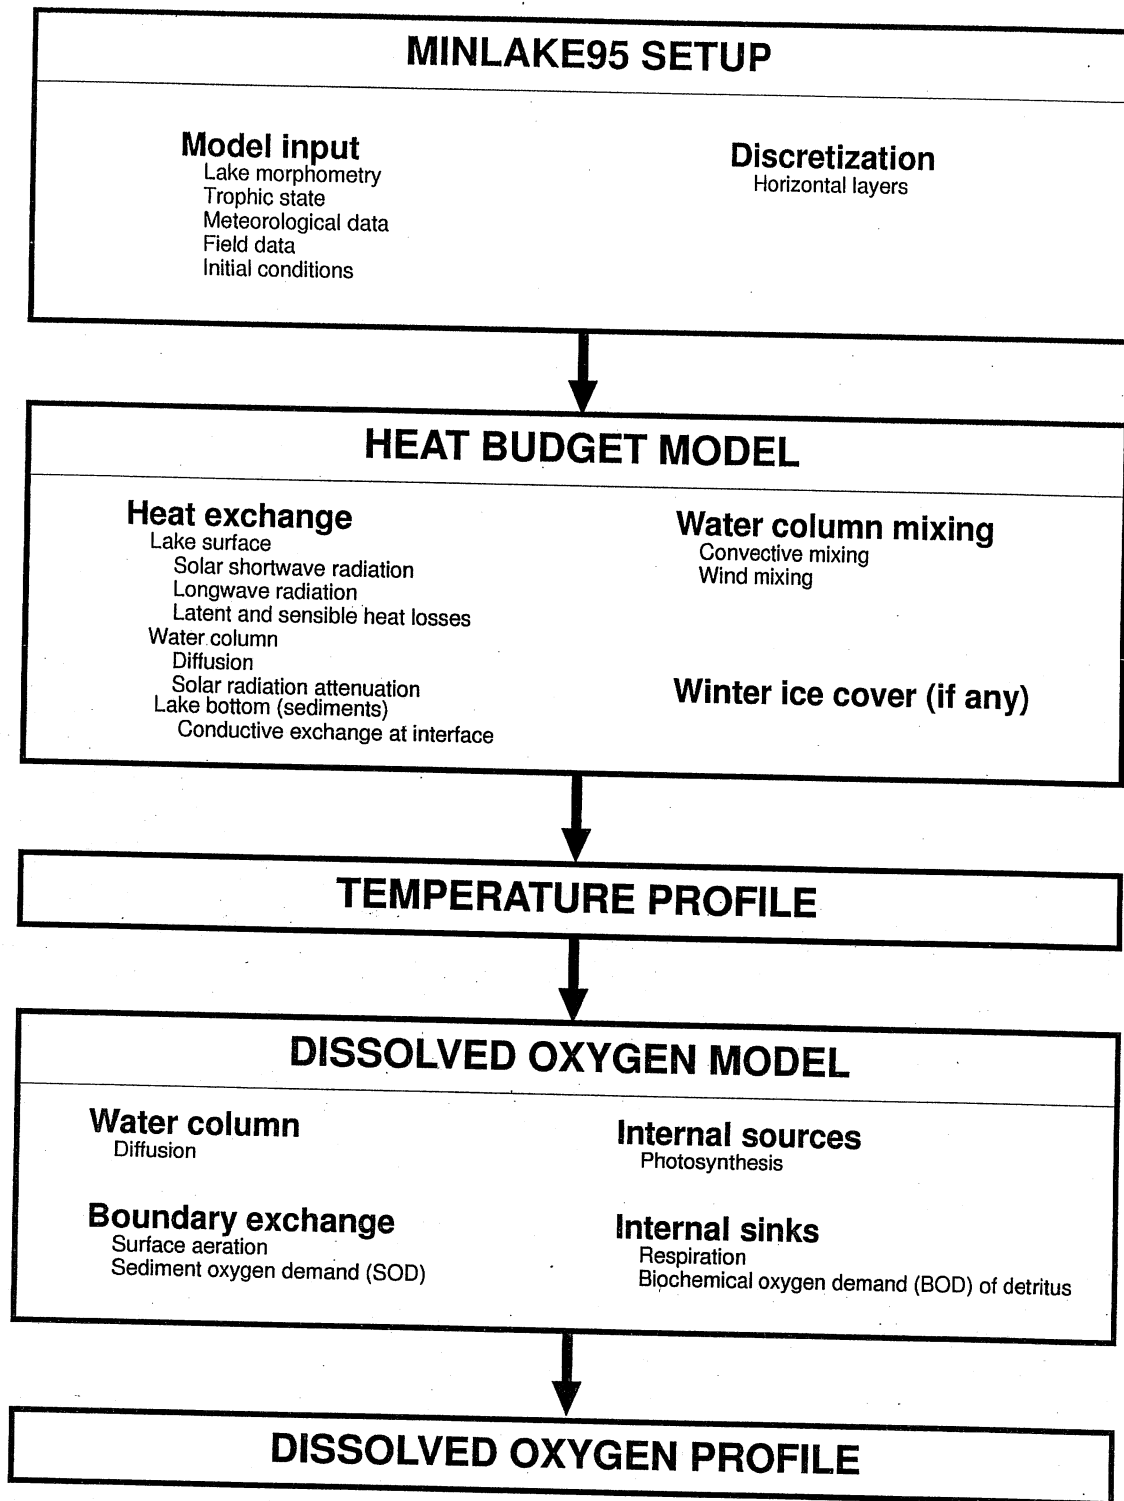 MINLAKE95 SETUP
Model input
Lake morphometry
Trophic state
Meteorological data
Field data
Initial conditions
Discretization
Horizontal layers
HEAT BUDGET MODEL
Heat exchange
Lake surface
Solar shortwave radiation
Longwave radiation
Latent and sensible heat losses
Water column
Diffusion
Solar radiation attenuation
Lake bottom (sediments)
Conductive exchange at interface
Water column mixing
Convective mixing
Wind mixing
Winter ice cover (if any)
TEMPERATURE PROFILE
DISSOLVED OXYGEN MODEL
Water column
Diffusion
Boundary exchange
Surface aeration
Sediment oxygen demand (SOD)
Internal sources
Photosynthesis
Internal sinks
Respiration
Biochemical oxygen demand (BOD) of detritus
DISSOLVED OXYGEN PROFILE